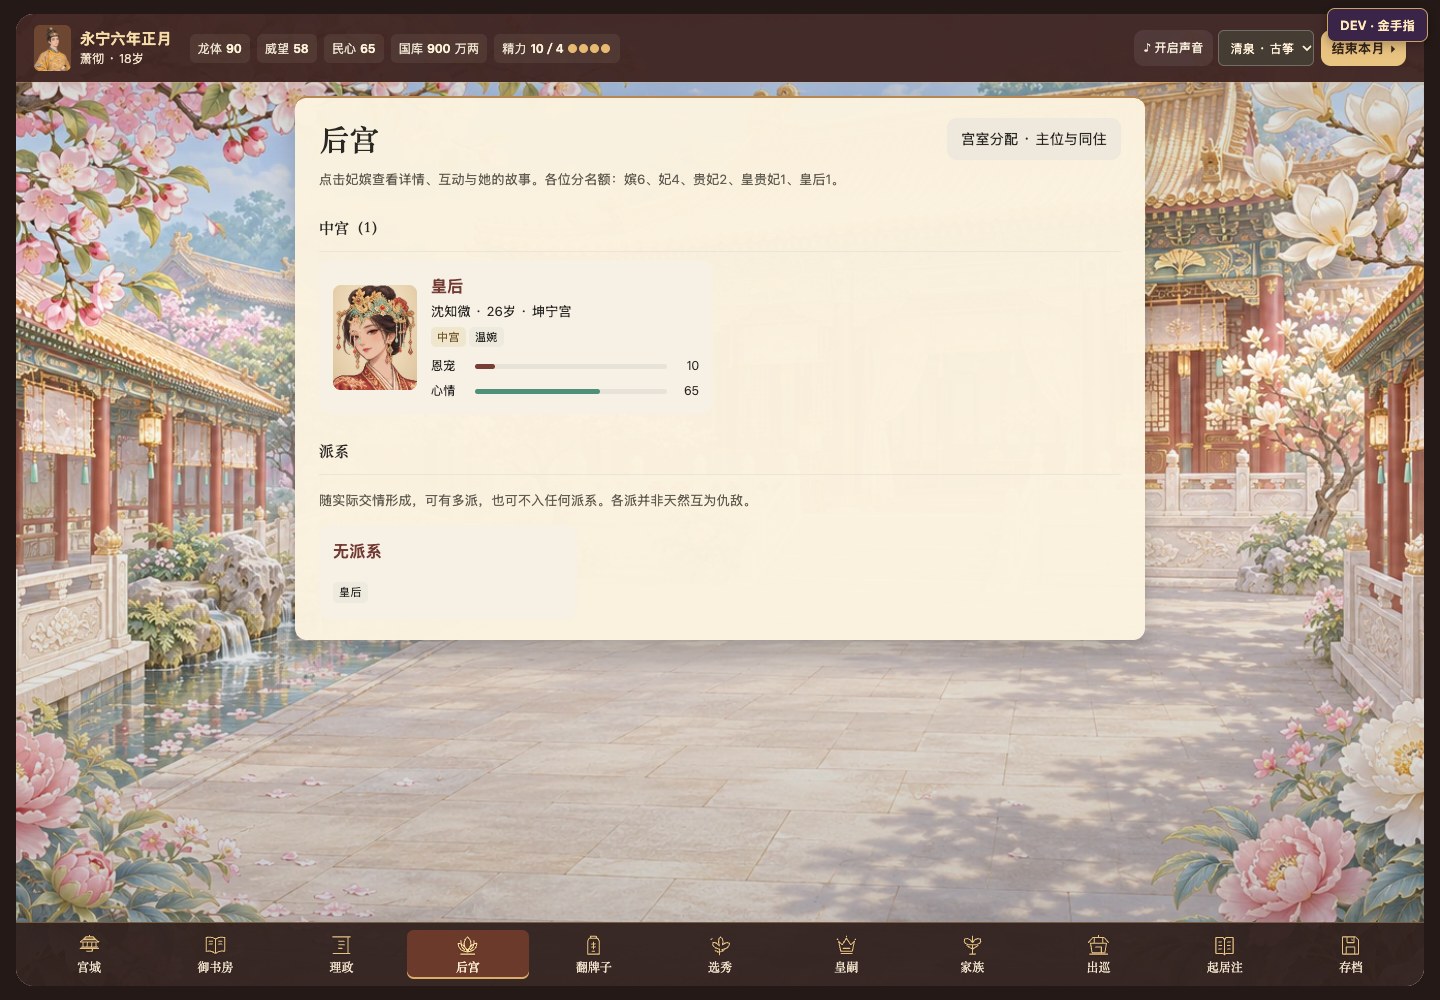 DEV · 金手指
永宁六年正月
萧彻 · 18岁
龙体 90
威望 58
民心 65
国库 900 万两
精力 10 / 4
♪ 开启声音
清泉 · 古筝
结束本月
后宫
宫室分配 · 主位与同住
点击妃嫔查看详情、互动与她的故事。各位分名额：嫔6、妃4、贵妃2、皇贵妃1、皇后1。
中宫（1）
皇后
沈知微 · 26岁 · 坤宁宫
中宫 温婉
恩宠 10
心情 65
派系
随实际交情形成，可有多派，也可不入任何派系。各派并非天然互为仇敌。
无派系
皇后
宫城
御书房
理政
后宫
翻牌子
选秀
皇嗣
家族
出巡
起居注
存档